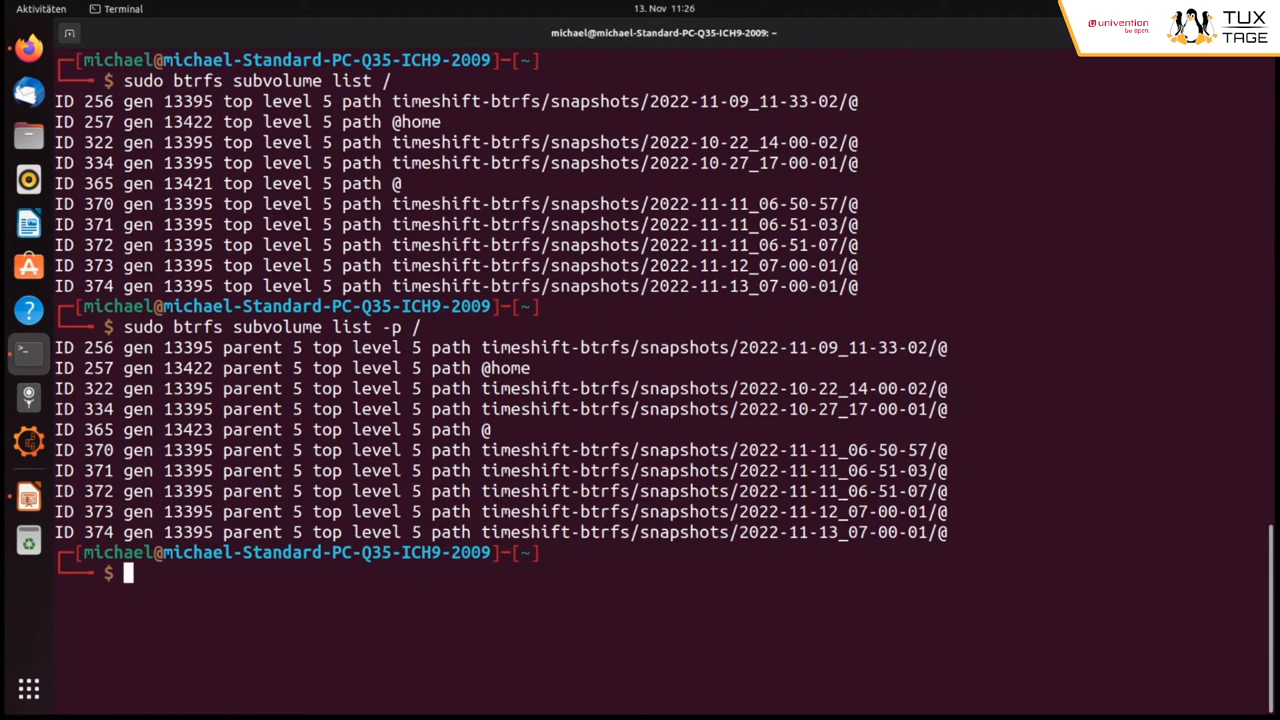 Aktivitäten
Terminal
13. Nov 11:26
michael@michael-Standard-PC-Q35-ICH9-2009: ~
univention
be open.
TUX
TAGE
[michael@michael-Standard-PC-Q35-ICH9-2009]-[~]
$ sudo btrfs subvolume list /
ID 256 gen 13395 top level 5 path timeshift-btrfs/snapshots/2022-11-09_11-33-02/@
ID 257 gen 13422 top level 5 path @home
ID 322 gen 13395 top level 5 path timeshift-btrfs/snapshots/2022-10-22_14-00-02/@
ID 334 gen 13395 top level 5 path timeshift-btrfs/snapshots/2022-10-27_17-00-01/@
ID 365 gen 13421 top level 5 path @
ID 370 gen 13395 top level 5 path timeshift-btrfs/snapshots/2022-11-11_06-50-57/@
ID 371 gen 13395 top level 5 path timeshift-btrfs/snapshots/2022-11-11_06-51-03/@
ID 372 gen 13395 top level 5 path timeshift-btrfs/snapshots/2022-11-11_06-51-07/@
ID 373 gen 13395 top level 5 path timeshift-btrfs/snapshots/2022-11-12_07-00-01/@
ID 374 gen 13395 top level 5 path timeshift-btrfs/snapshots/2022-11-13_07-00-01/@
[michael@michael-Standard-PC-Q35-ICH9-2009]-[~]
$ sudo btrfs subvolume list -p /
ID 256 gen 13395 parent 5 top level 5 path timeshift-btrfs/snapshots/2022-11-09_11-33-02/@
ID 257 gen 13422 parent 5 top level 5 path @home
ID 322 gen 13395 parent 5 top level 5 path timeshift-btrfs/snapshots/2022-10-22_14-00-02/@
ID 334 gen 13395 parent 5 top level 5 path timeshift-btrfs/snapshots/2022-10-27_17-00-01/@
ID 365 gen 13423 parent 5 top level 5 path @
ID 370 gen 13395 parent 5 top level 5 path timeshift-btrfs/snapshots/2022-11-11_06-50-57/@
ID 371 gen 13395 parent 5 top level 5 path timeshift-btrfs/snapshots/2022-11-11_06-51-03/@
ID 372 gen 13395 parent 5 top level 5 path timeshift-btrfs/snapshots/2022-11-11_06-51-07/@
ID 373 gen 13395 parent 5 top level 5 path timeshift-btrfs/snapshots/2022-11-12_07-00-01/@
ID 374 gen 13395 parent 5 top level 5 path timeshift-btrfs/snapshots/2022-11-13_07-00-01/@
[michael@michael-Standard-PC-Q35-ICH9-2009]-[~]
$